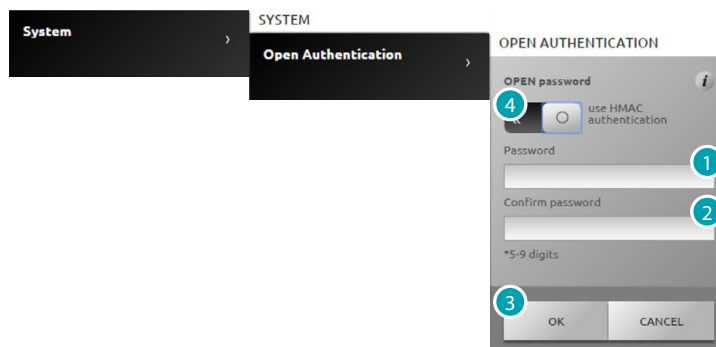 System
SYSTEM
Open Authentication
OPEN AUTHENTICATION
OPEN password
i
4
use HMAC
authentication
Password
1
Confirm password
2
*5-9 digits
3
OK
CANCEL